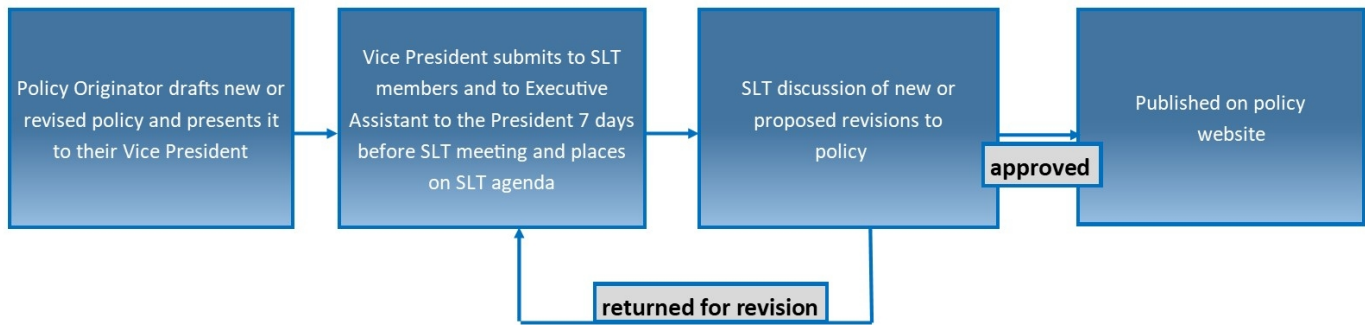 Policy Originator drafts new or
revised policy and presents it
to their Vice President
Vice President submits to SLT
members and to Executive
Assistant to the President 7 days
before SLT meeting and places
on SLT agenda
SLT discussion of new or
proposed revisions to
policy
approved
Published on policy
website
returned for revision